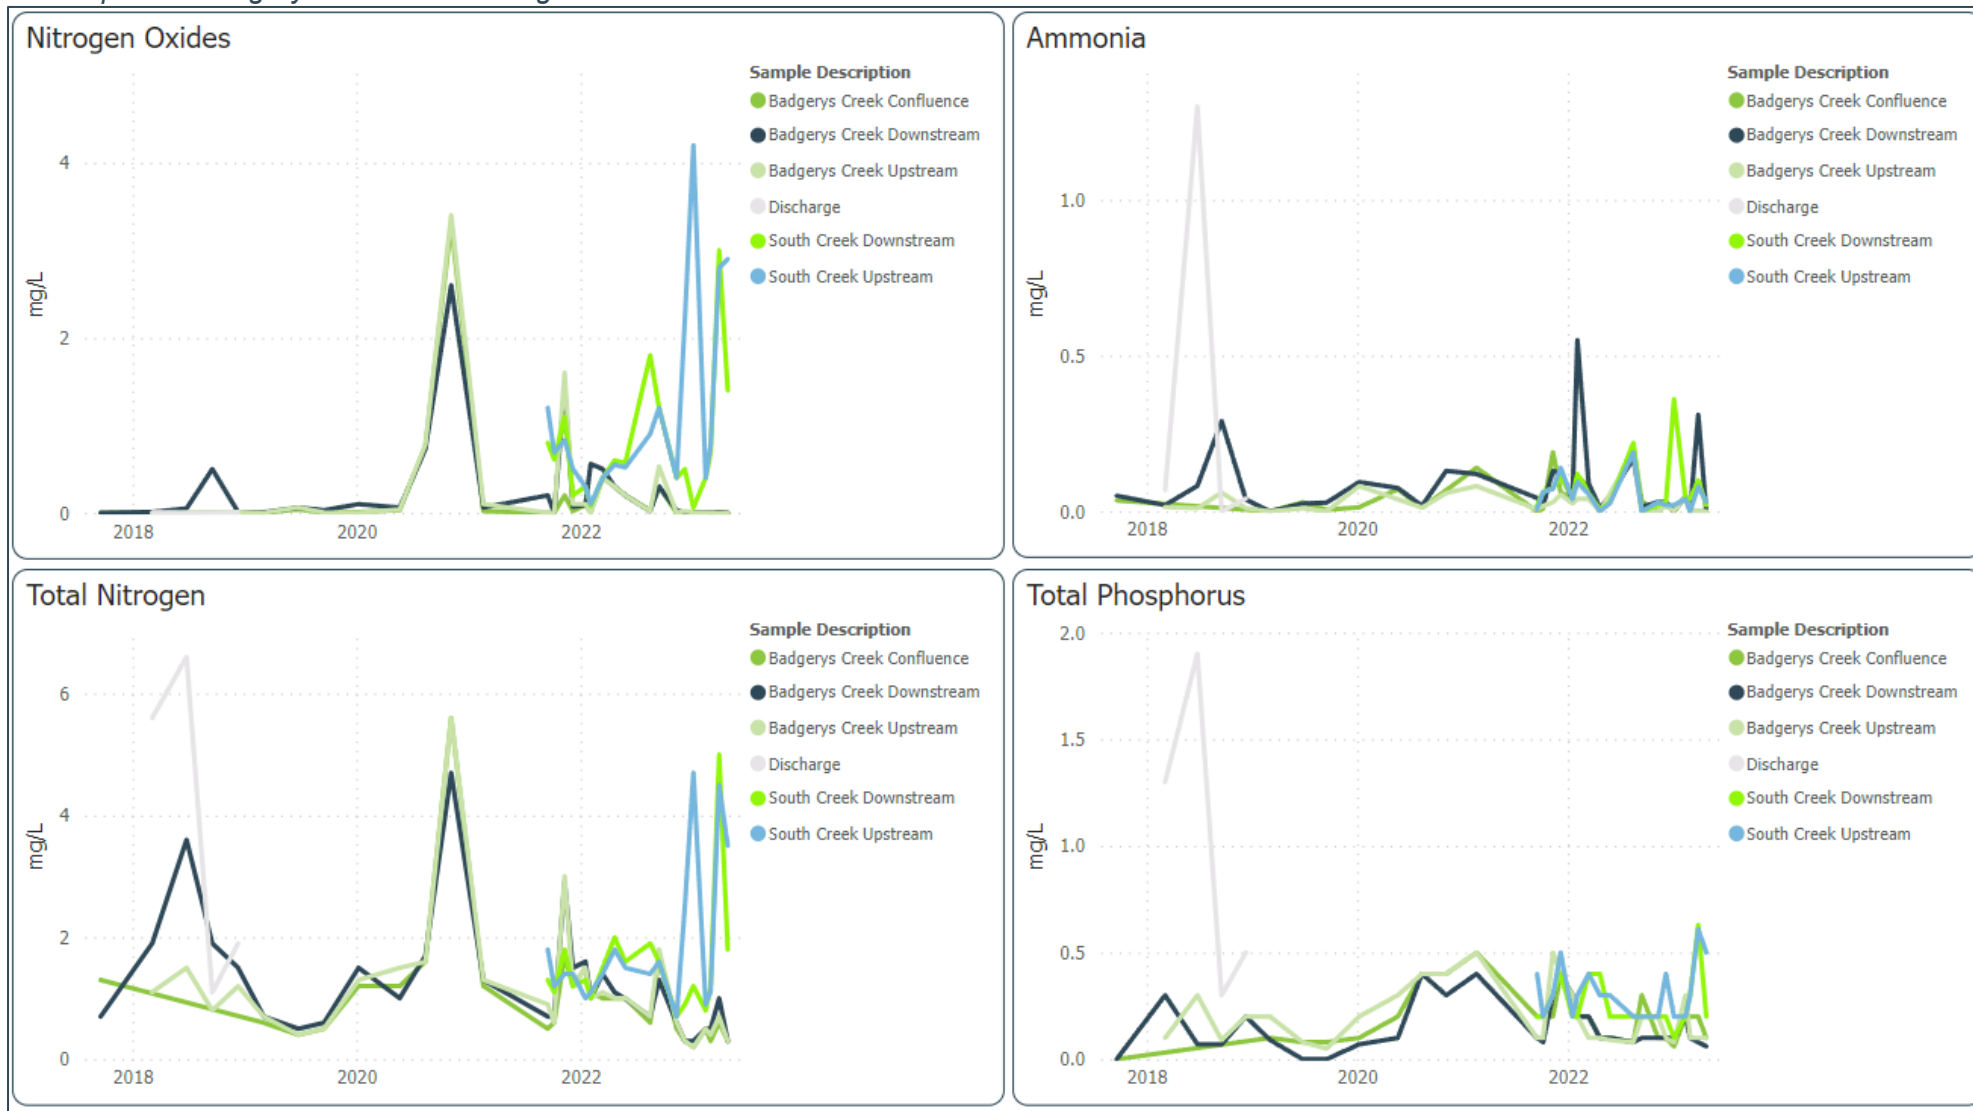 Nitrogen Oxides
Sample Description
Badgerys Creek Confluence
Badgerys Creek Downstream
Badgerys Creek Upstream
Discharge
South Creek Downstream
South Creek Upstream
mg/L
4
2
0
2018 2020 2022
Ammonia
Sample Description
Badgerys Creek Confluence
Badgerys Creek Downstream
Badgerys Creek Upstream
Discharge
South Creek Downstream
South Creek Upstream
mg/L
1.0
0.5
0.0
2018 2020 2022
Total Nitrogen
Sample Description
Badgerys Creek Confluence
Badgerys Creek Downstream
Badgerys Creek Upstream
Discharge
South Creek Downstream
South Creek Upstream
mg/L
6
4
2
0
2018 2020 2022
Total Phosphorus
Sample Description
Badgerys Creek Confluence
Badgerys Creek Downstream
Badgerys Creek Upstream
Discharge
South Creek Downstream
South Creek Upstream
mg/L
2.0
1.5
1.0
0.5
0.0
2018 2020 2022